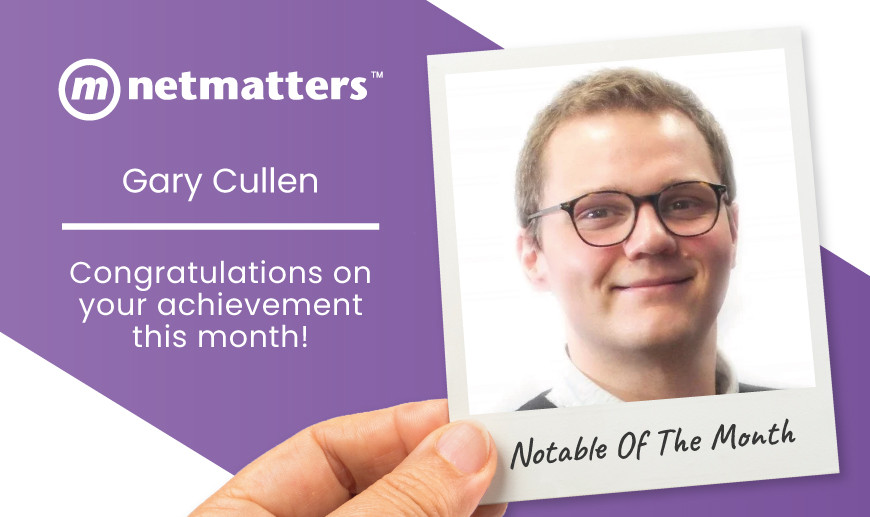 m netmatters™
Gary Cullen
Congratulations on
your achievement
this month!
Notable Of The Month